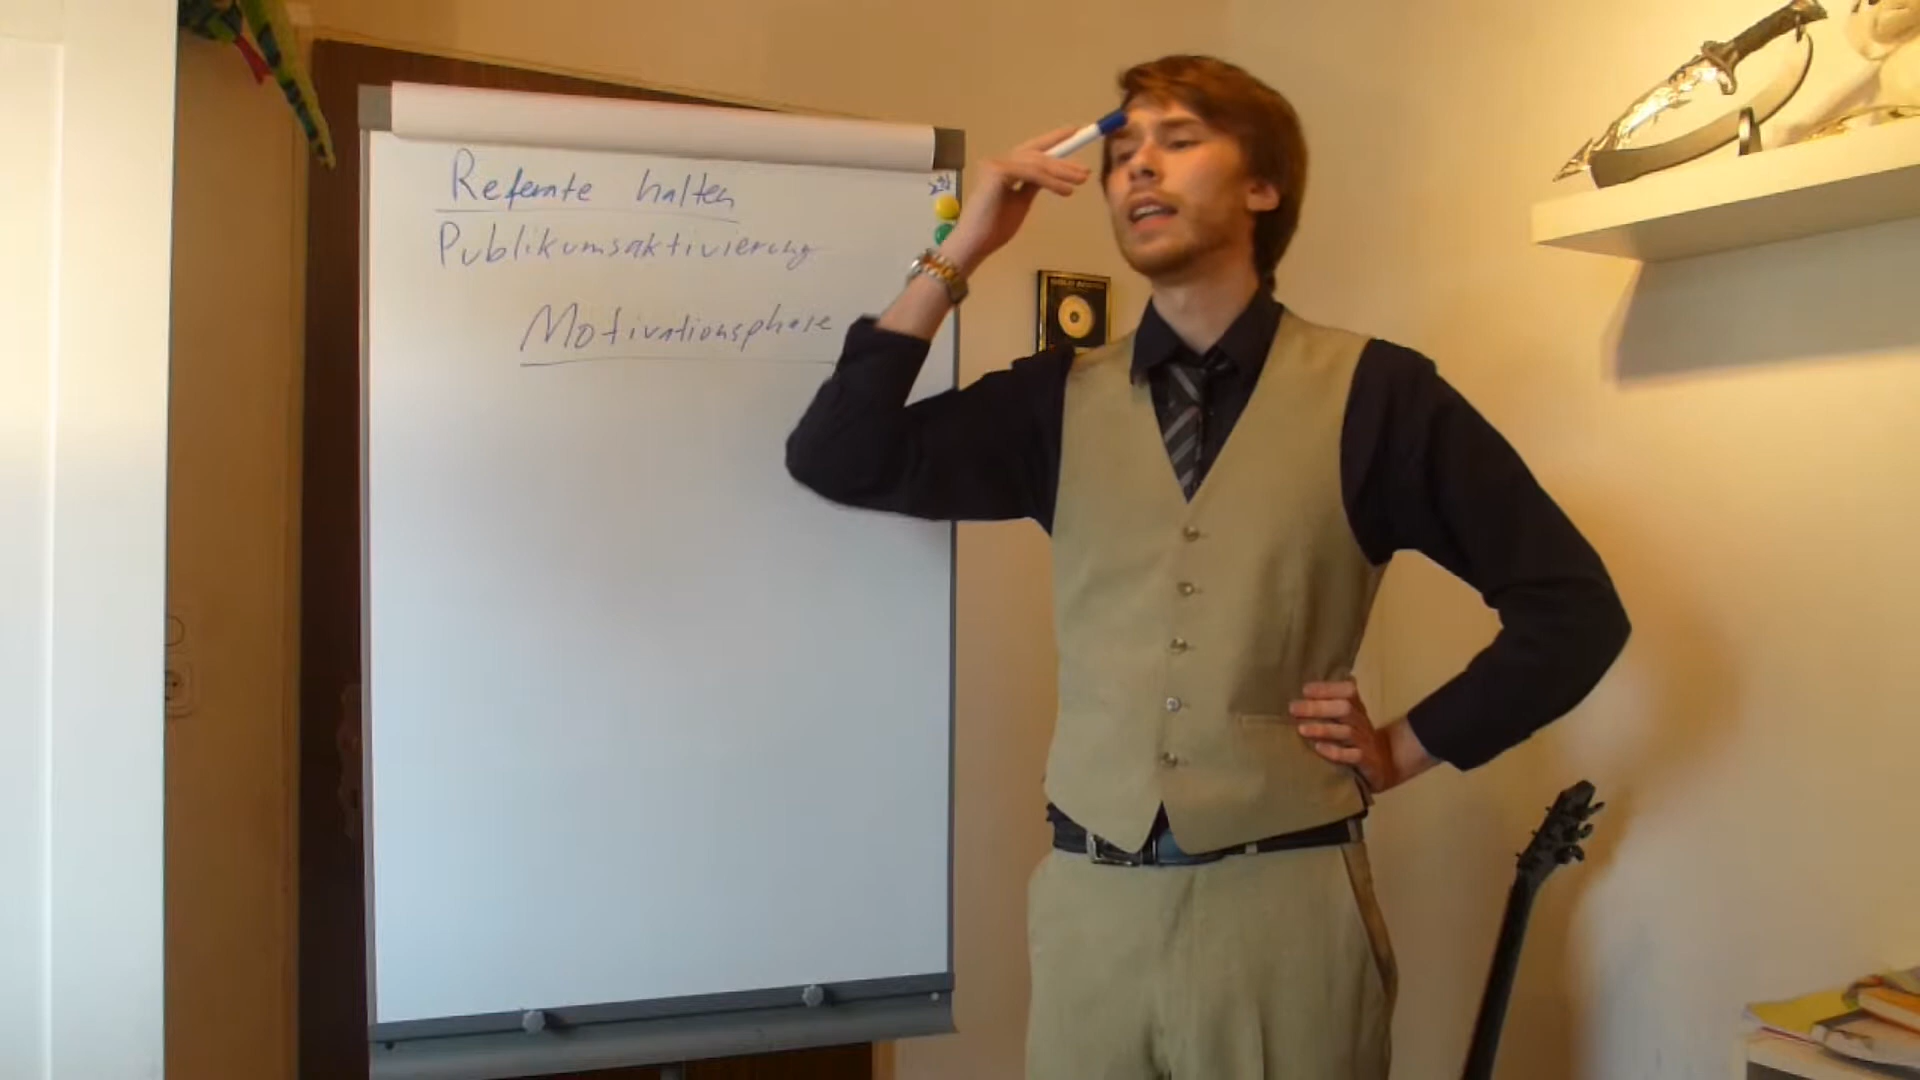 Referate halten
Publikumsaktivierung
Motivationsphase